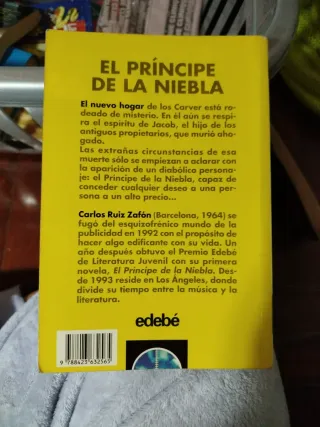 EL PRÍNCIPE
DE LA NIEBLA
El nuevo hogar de los Carver está ro-
deado de misterio. En él aún se respi-
ra el espíritu de Jacob, el hijo de los
antiguos propietarios, que murió aho-
gado.
Las extrañas circunstancias de esa
muerte sólo se empiezan a aclarar con
la aparición de un diabólico persona-
je: el Príncipe de la Niebla, capaz de
conceder cualquier deseo a una per-
sona a un alto precio...
Carlos Ruiz Zafón (Barcelona, 1964) se
fugó del esquizofrénico mundo de la
publicidad en 1992 con el propósito de
hacer algo edificante con su vida. Un
año después obtuvo el Premio Edebé
de Literatura Juvenil con su primera
novela, El Príncipe de la Niebla. Des-
de 1993 reside en Los Ángeles, donde
divide su tiempo entre la música y la
literatura.
edebé
9 788423 632565